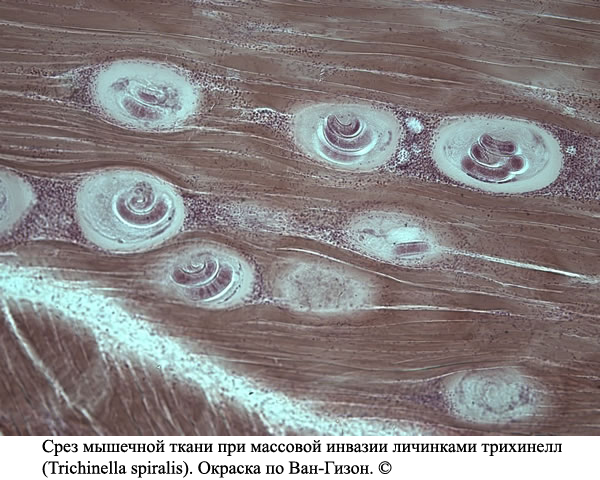 Срез мышечной ткани при массовой инвазии личинками трихинелл
(Trichinella spiralis). Окраска по Ван-Гизон. ©